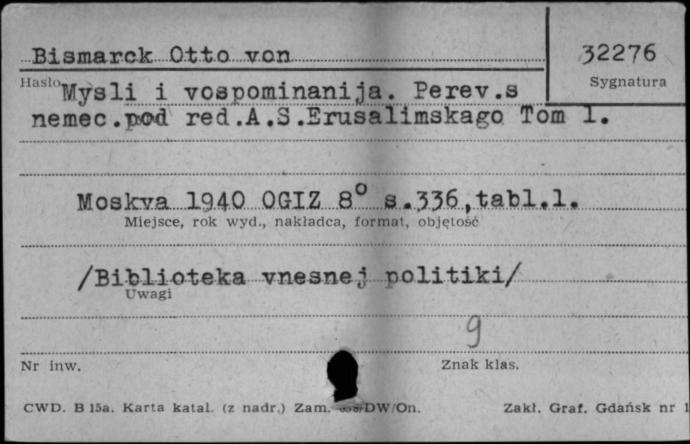 Bismarck Otto von
32276
Hasło
Sygnatura
Mysli i vospominanija. Perev.s
nemec.pod red.A.S.Erusalimskago Tom 1.
Moskva 1940 OGIZ 8° s.336,tabl.1.
Miejsce, rok wyd., nakładca, format, objętość
/Biblioteka vnesnej politiki/
Uwagi
9
Nr inw.
Znak klas.
CWD. B 15a. Karta katal. (z nadr.) Zam. DW/On.
Zakł. Graf. Gdańsk nr 1